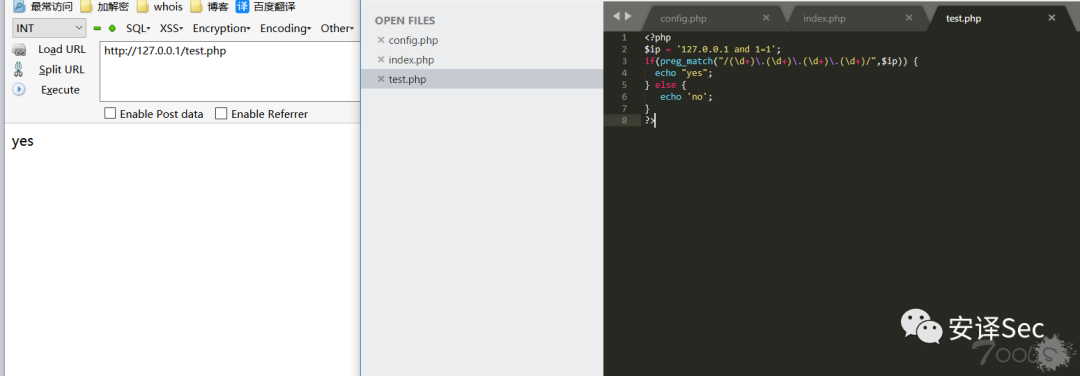 最常访问 加解密 whois 博客 译 百度翻译
INT SQL- XSS- Encryption- Encoding- Other-
Load URL
Split URL
Execute
http://127.0.0.1/test.php
Enable Post data Enable Referrer
yes
OPEN FILES
× config.php
× index.php
× test.php
config.php × index.php × test.php ×
1 <?php
2 $ip = '127.0.0.1 and 1=1';
3 if(preg_match("/(\d+)\.(\d+)\.(\d+)\.(\d+)/",$ip)) {
4 echo "yes";
5 } else {
6 echo 'no';
7 }
8 ?>
安译Sec
7ools